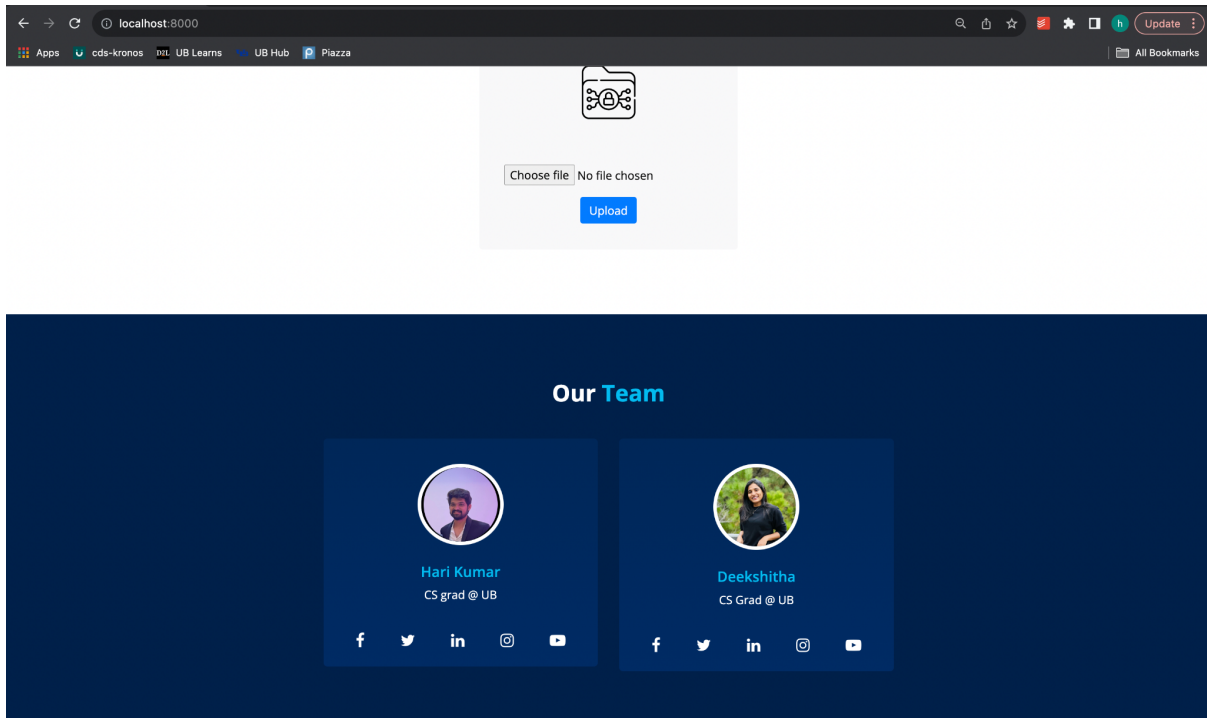 localhost:8000
h
Update
Apps
cds-kronos
D2L UB Learns
UB Hub
Piazza
All Bookmarks
Choose file No file chosen
Upload
Our Team
Hari Kumar
CS grad @ UB
Deekshitha
CS Grad @ UB